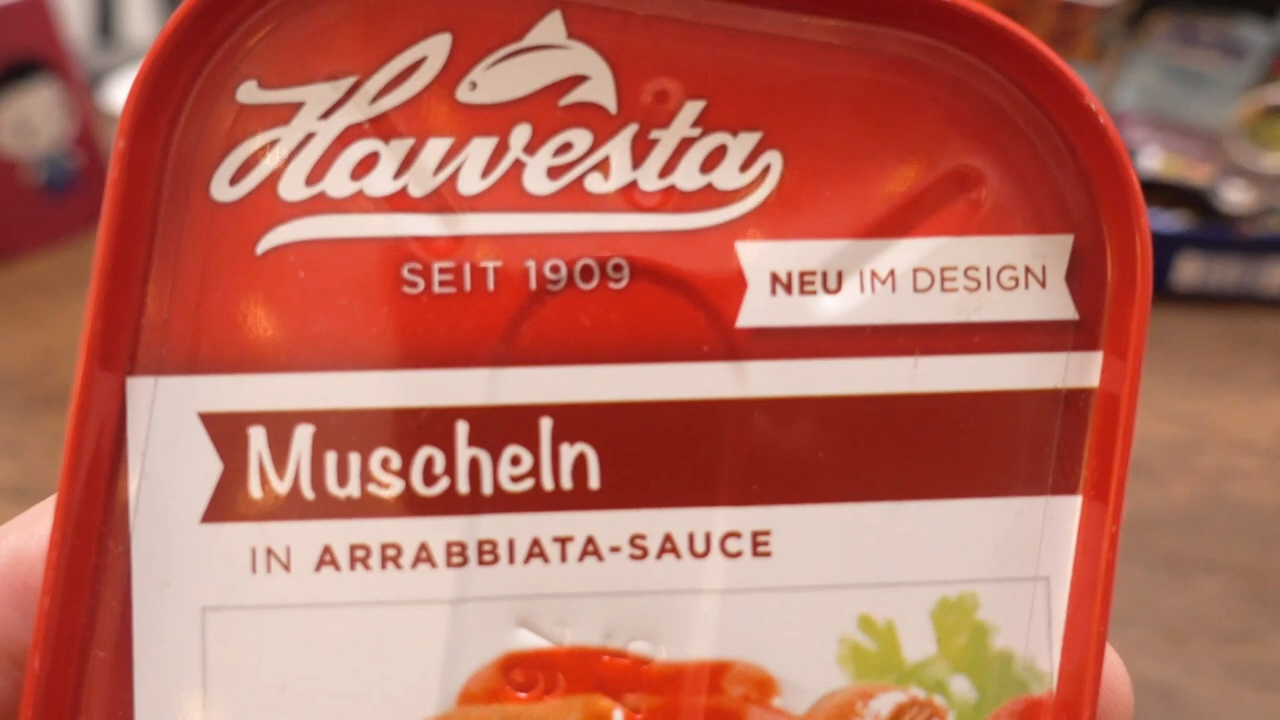 Hawesta
SEIT 1909
NEU IM DESIGN
Muscheln
IN ARRABBIATA-SAUCE